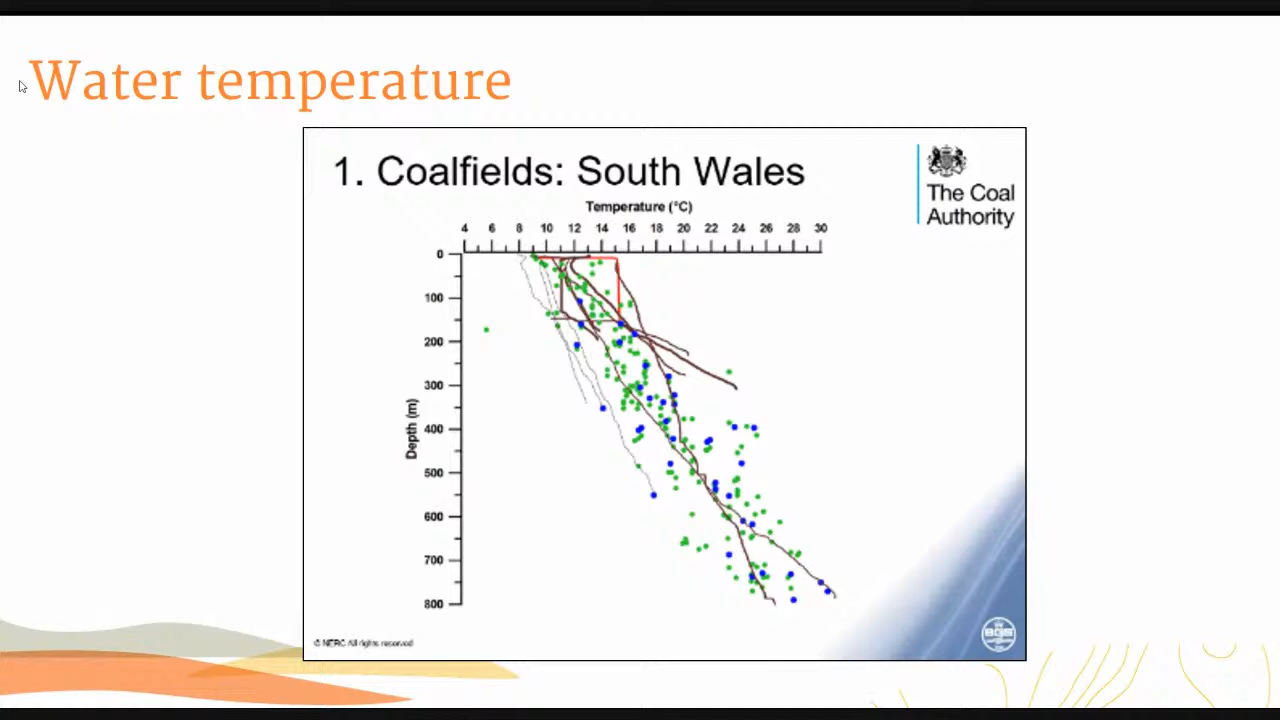 Water temperature
1. Coalfields: South Wales
The Coal
Authority
Temperature (°C)
4 6 8 10 12 14 16 18 20 22 24 26 28 30
0
100
200
300
400
500
600
700
800
Depth (m)
© NERC All rights reserved
BGS